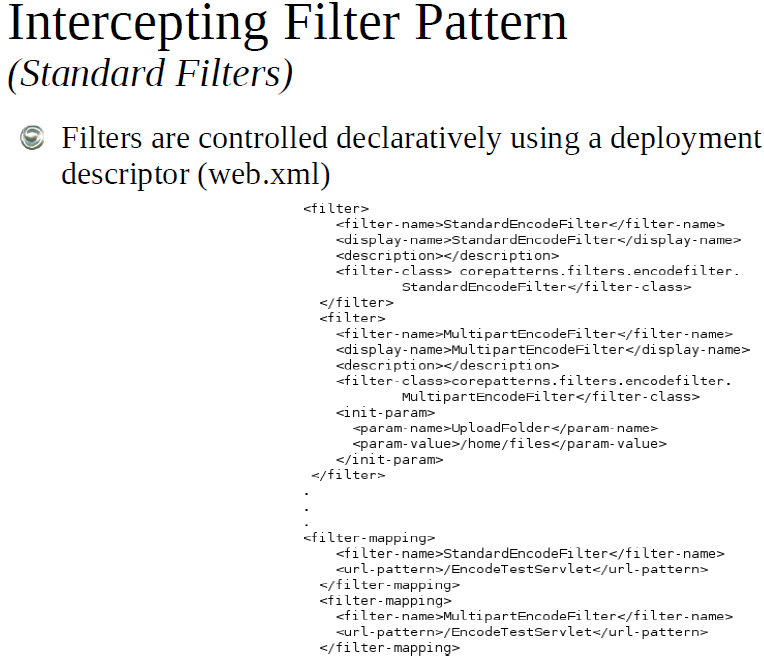 Intercepting Filter Pattern
(Standard Filters)
Filters are controlled declaratively using a deployment
descriptor (web.xml)
<filter>
<filter-name>StandardEncodeFilter</filter-name>
<display-name>StandardEncodeFilter</display-name>
<description></description>
<filter-class> corepatterns.filters.encodefilter.
StandardEncodeFilter</filter-class>
</filter>
<filter>
<filter-name>MultipartEncodeFilter</filter-name>
<display-name>MultipartEncodeFilter</display-name>
<description></description>
<filter-class>corepatterns.filters.encodefilter.
MultipartEncodeFilter</filter-class>
<init-param>
<param-name>UploadFolder</param-name>
<param-value>/home/files</param-value>
</init-param>
</filter>
.
.
.
<filter-mapping>
<filter-name>StandardEncodeFilter</filter-name>
<url-pattern>/EncodeTestServlet</url-pattern>
</filter-mapping>
<filter-mapping>
<filter-name>MultipartEncodeFilter</filter-name>
<url-pattern>/EncodeTestServlet</url-pattern>
</filter-mapping>